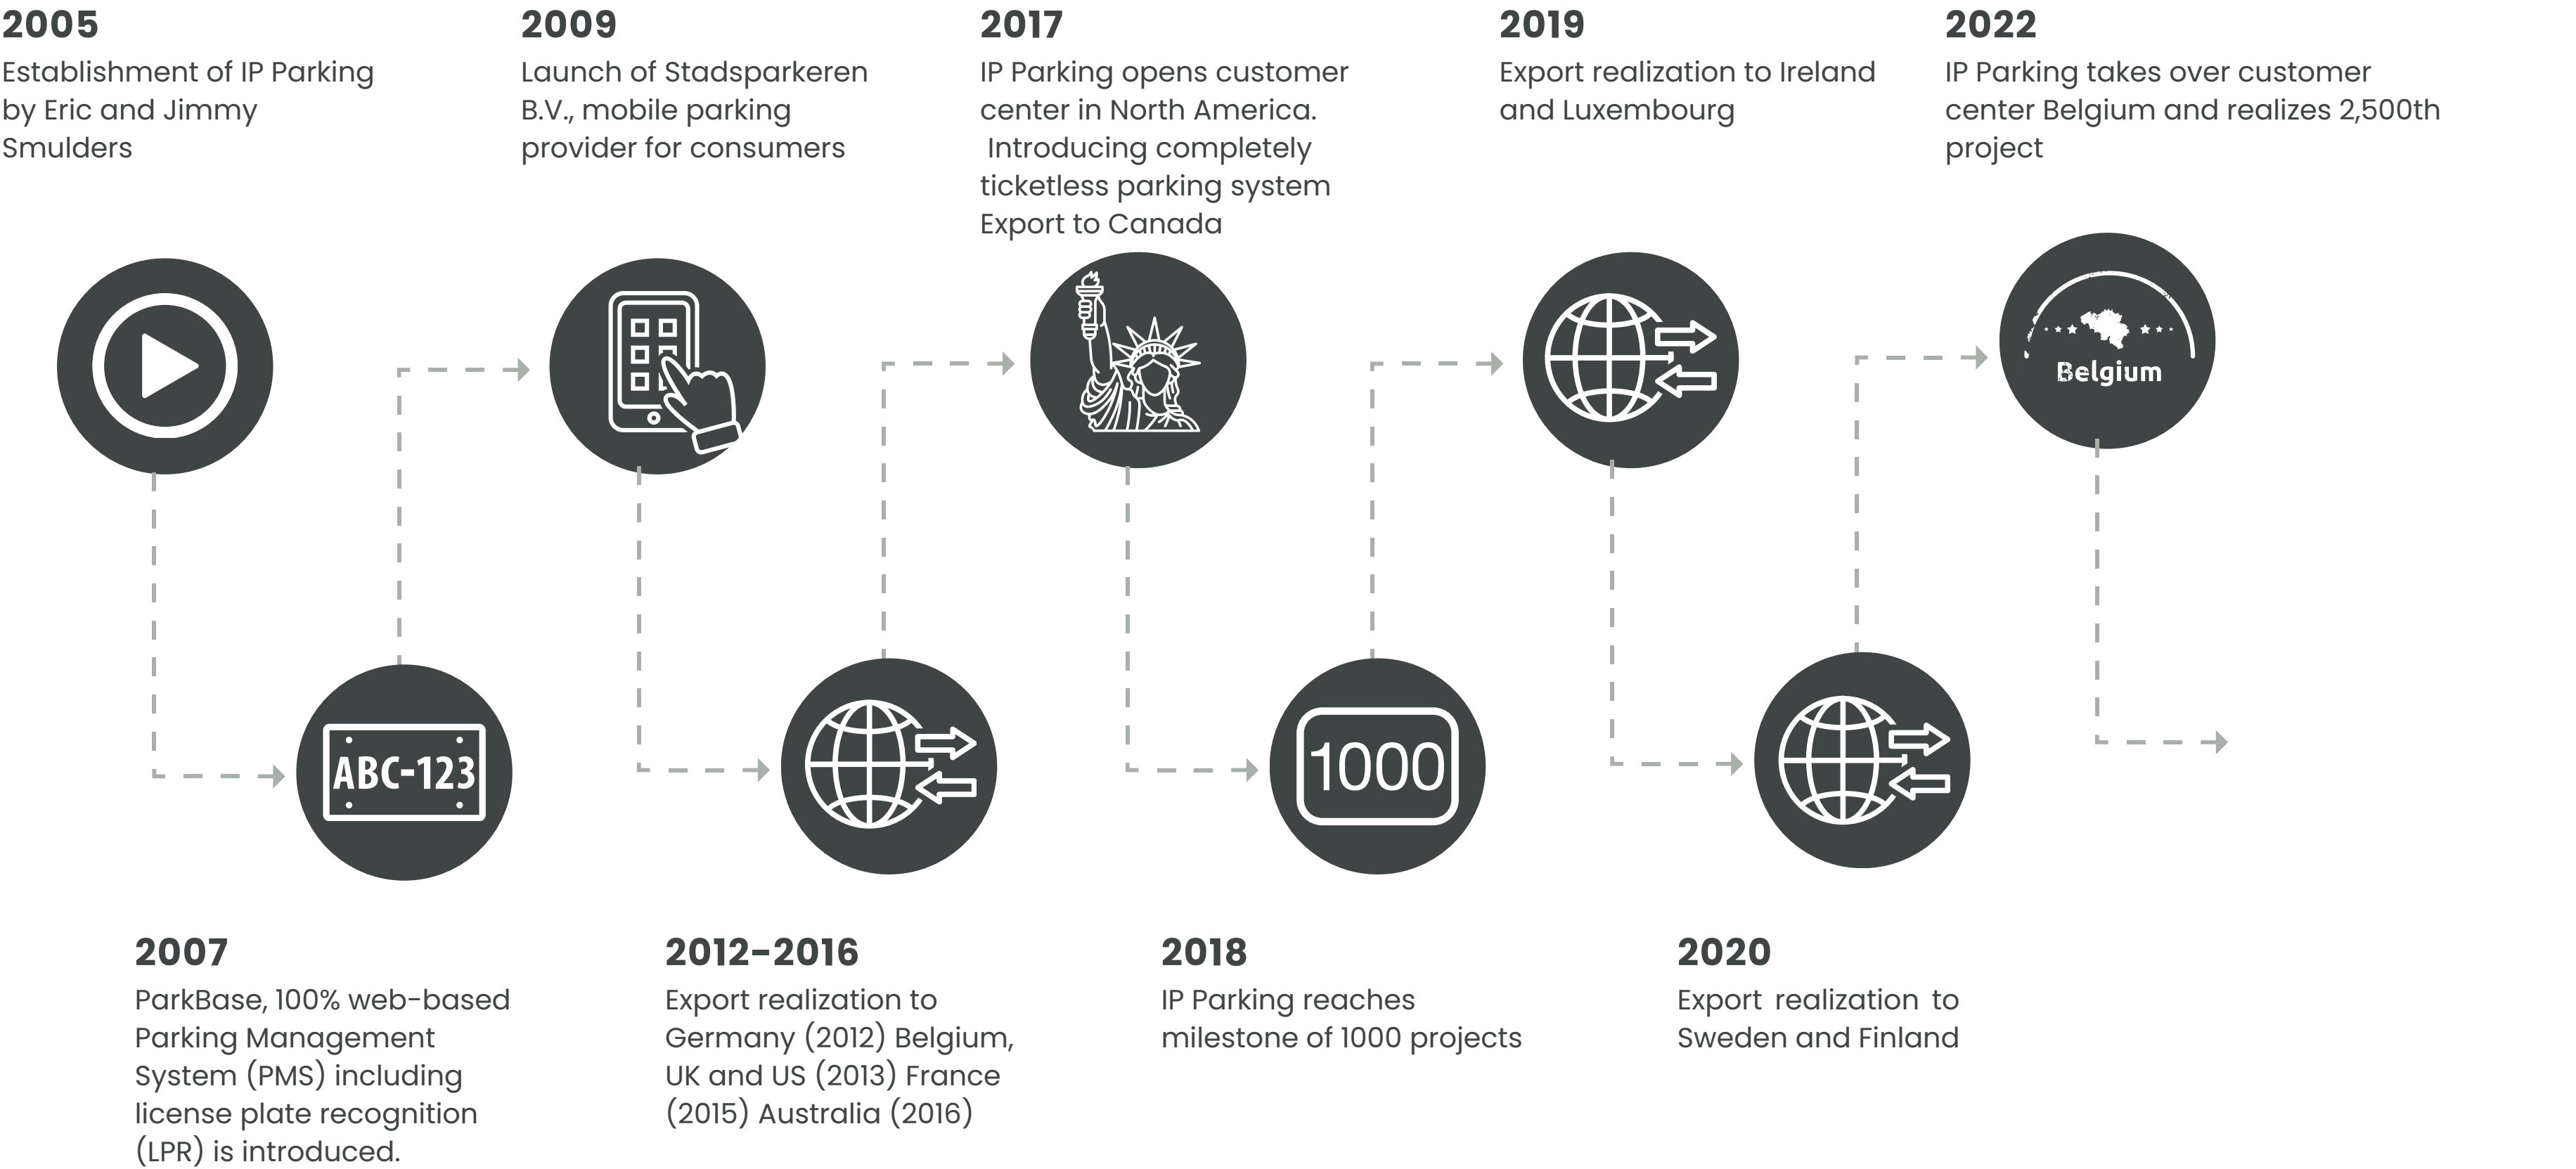 2005
Establishment of IP Parking
by Eric and Jimmy
Smulders
2009
Launch of Stadsparkeren
B.V., mobile parking
provider for consumers
2017
IP Parking opens customer
center in North America.
Introducing completely
ticketless parking system
Export to Canada
2019
Export realization to Ireland
and Luxembourg
2022
IP Parking takes over customer
center Belgium and realizes 2,500th
project
Belgium
ABC-123
1000
2007
ParkBase, 100% web-based
Parking Management
System (PMS) including
license plate recognition
(LPR) is introduced.
2012-2016
Export realization to
Germany (2012) Belgium,
UK and US (2013) France
(2015) Australia (2016)
2018
IP Parking reaches
milestone of 1000 projects
2020
Export realization to
Sweden and Finland